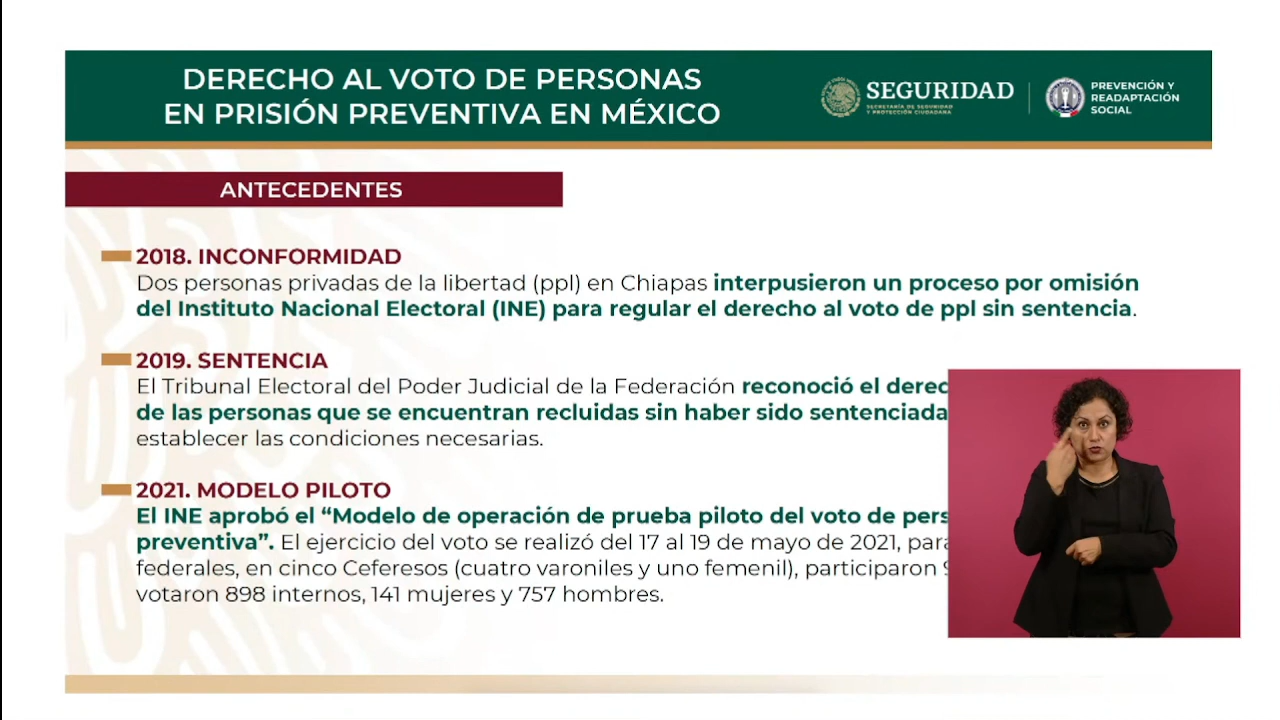 DERECHO AL VOTO DE PERSONAS
EN PRISIÓN PREVENTIVA EN MÉXICO
SEGURIDAD
SECRETARÍA DE SEGURIDAD
Y PROTECCIÓN CIUDADANA
PREVENCIÓN Y
READAPTACIÓN
SOCIAL
ANTECEDENTES
2018. INCONFORMIDAD
Dos personas privadas de la libertad (ppl) en Chiapas interpusieron un proceso por omisión
del Instituto Nacional Electoral (INE) para regular el derecho al voto de ppl sin sentencia.
2019. SENTENCIA
El Tribunal Electoral del Poder Judicial de la Federación reconoció el
de las personas que se encuentran recluidas sin haber sido
establecer las condiciones necesarias.
2021. MODELO PILOTO
El INE aprobó el “Modelo de operación de prueba piloto del voto de
preventiva”. El ejercicio del voto se realizó del 17 al 19 de mayo de 2021,
federales, en cinco Ceferesos (cuatro varoniles y uno femenil), participaron
votaron 898 internos, 141 mujeres y 757 hombres.